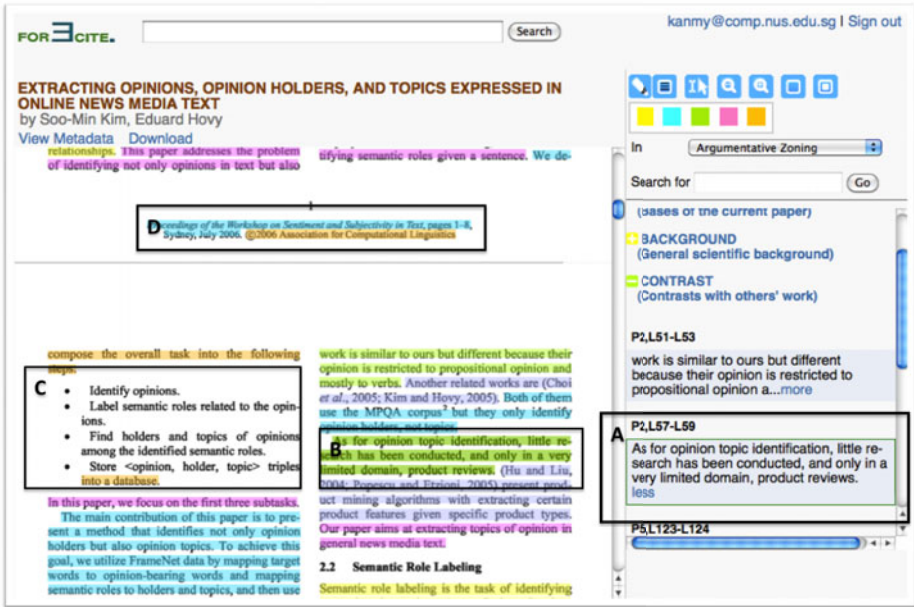 FOR CITE.
Search
kanmy@comp.nus.edu.sg | Sign out
EXTRACTING OPINIONS, OPINION HOLDERS, AND TOPICS EXPRESSED IN
ONLINE NEWS MEDIA TEXT
by Soo-Min Kim, Eduard Hovy
View Metadata Download
relationships. This paper addresses the problem
of identifying not only opinions in text but also
tifying semantic roles given a sentence. We de-
D
ceedings of the Workshop on Sentiment and Subjectivity in Text, pages 1–8,
Sydney, July 2006. ©2006 Association for Computational Linguistics
compose the overall task into the following
steps:
C
• Identify opinions.
• Label semantic roles related to the opin-
ions.
• Find holders and topics of opinions
among the identified semantic roles.
• Store <opinion, holder, topic> triples
into a database.
In this paper, we focus on the first three subtasks.
The main contribution of this paper is to pre-
sent a method that identifies not only opinion
holders but also opinion topics. To achieve this
goal, we utilize FrameNet data by mapping target
words to opinion-bearing words and mapping
semantic roles to holders and topics, and then use
work is similar to ours but different because their
opinion is restricted to propositional opinion and
mostly to verbs. Another related works are (Choi
et al., 2005; Kim and Hovy, 2005). Both of them
use the MPQA corpus2 but they only identify
opinion holders, not topics.
B
As for opinion topic identification, little re-
search has been conducted, and only in a very
limited domain, product reviews. (Hu and Liu,
2004; Popescu and Etzioni, 2005) present prod-
uct mining algorithms with extracting certain
product features given specific product types.
Our paper aims at extracting topics of opinion in
general news media text.
2.2 Semantic Role Labeling
Semantic role labeling is the task of identifying
In Argumentative Zoning
Search for Go
(Bases of the current paper)
BACKGROUND
(General scientific background)
CONTRAST
(Contrasts with others' work)
P2,L51-L53
work is similar to ours but different
because their opinion is restricted to
propositional opinion a...more
A
P2,L57-L59
As for opinion topic identification, little re-
search has been conducted, and only in a
very limited domain, product reviews.
less
P5,L123-L124